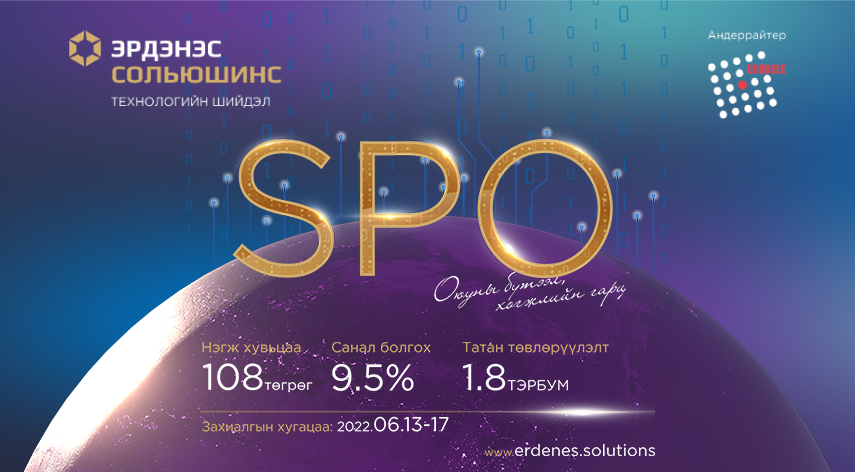 ЭРДЭНЭС
СОЛЬЮШИНС
ТЕХНОЛОГИЙН ШИЙДЭЛ
Андеррайтер
SPO
Оюуны бүтээл,
хөгжлийн гарц
Нэгж хувьцаа
108төгрөг
Санал болгох
9.5%
Татан төвлөрүүлэлт
1.8ТЭРБУМ
Захиалгын хугацаа: 2022.06.13-17
www.erdenes.solutions